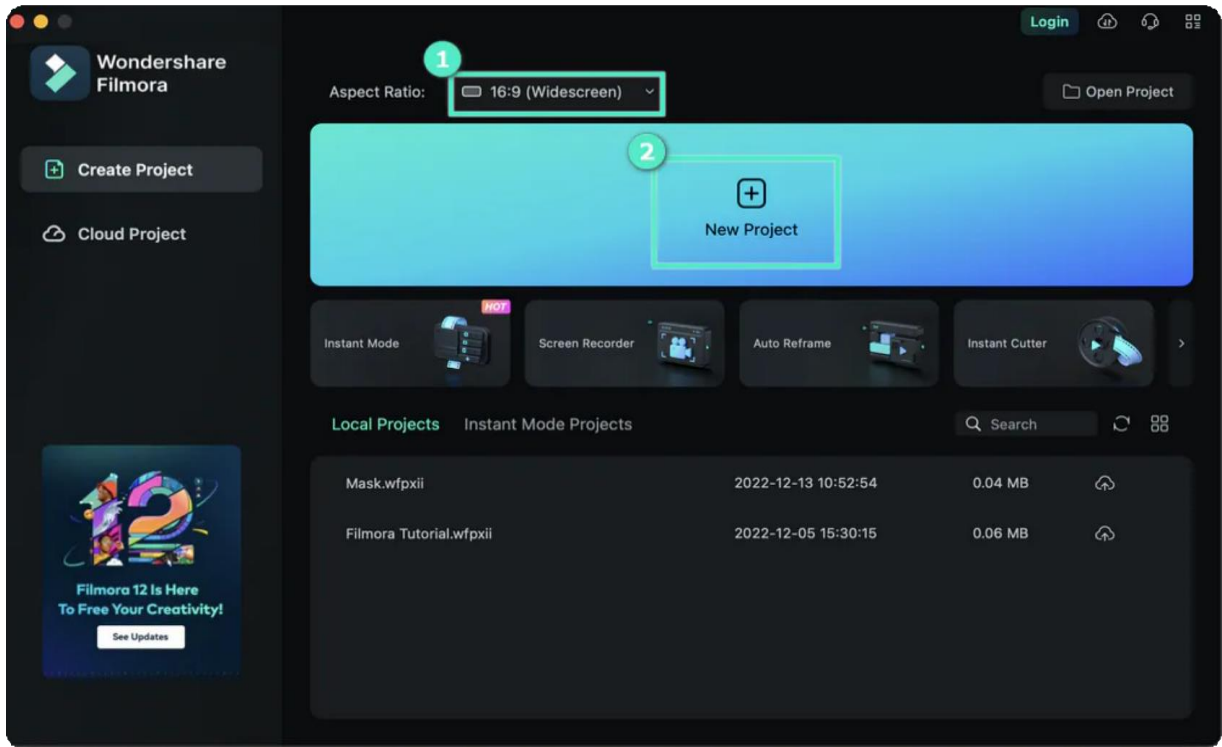 Login
Wondershare
Filmora
1
Aspect Ratio: 16:9 (Widescreen)
Open Project
Create Project
Cloud Project
2
New Project
HOT
Instant Mode
Screen Recorder
Auto Reframe
Instant Cutter
Local Projects Instant Mode Projects
Search
Mask.wfpxii 2022-12-13 10:52:54 0.04 MB
Filmora Tutorial.wfpxii 2022-12-05 15:30:15 0.06 MB
12
Filmora 12 Is Here
To Free Your Creativity!
See Updates